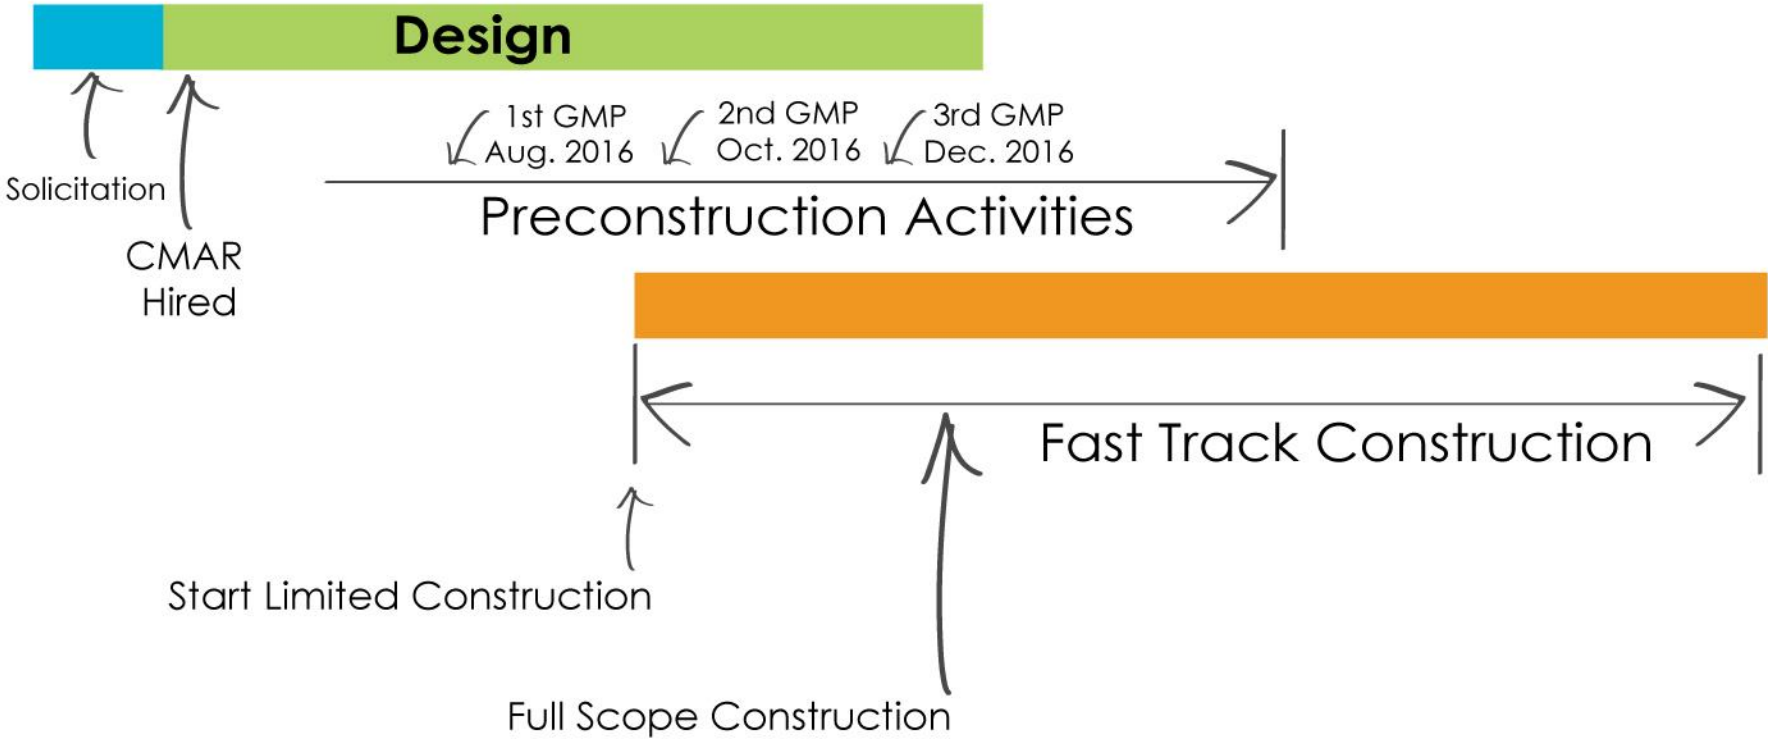 Design
1st GMP
Aug. 2016
2nd GMP
Oct. 2016
3rd GMP
Dec. 2016
Solicitation
Preconstruction Activities
CMAR
Hired
Fast Track Construction
Start Limited Construction
Full Scope Construction